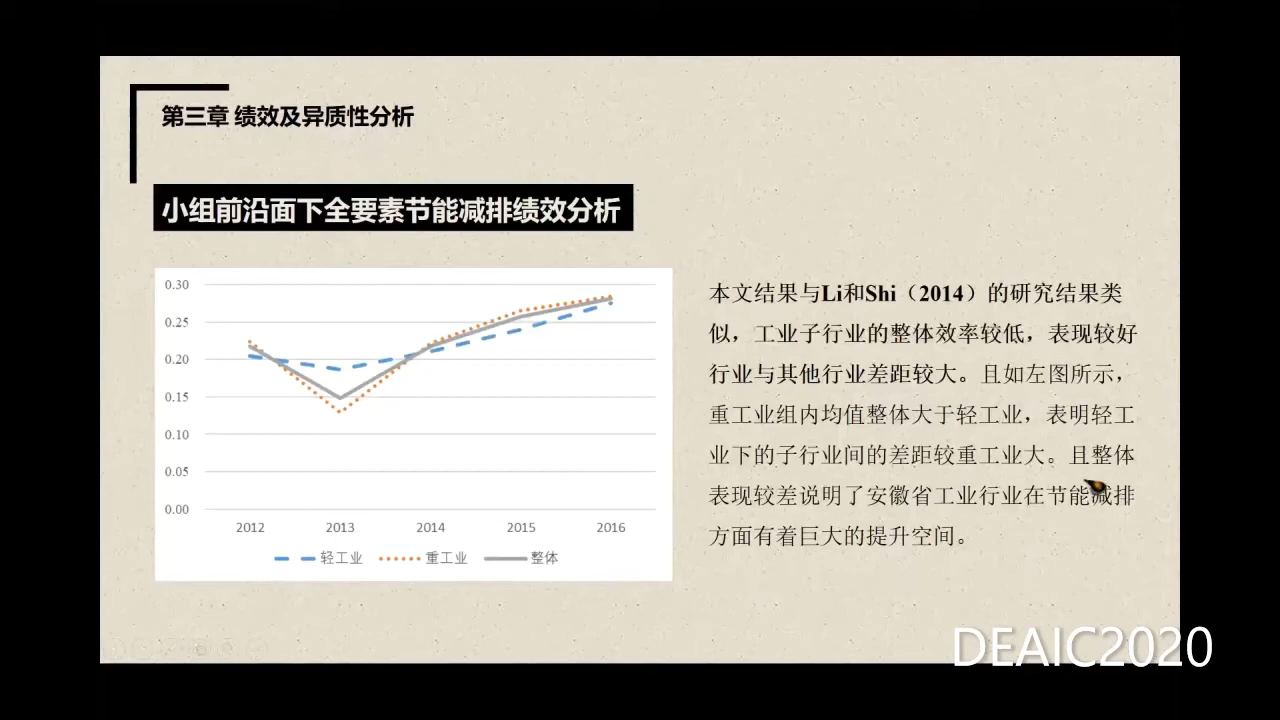 第三章 绩效及异质性分析
小组前沿面下全要素节能减排绩效分析
0.30
0.25
0.20
0.15
0.10
0.05
0.00
2012 2013 2014 2015 2016
轻工业 重工业 整体
本文结果与Li和Shi（2014）的研究结果类
似，工业子行业的整体效率较低，表现较好
行业与其他行业差距较大。且如左图所示，
重工业组内均值整体大于轻工业，表明轻工
业下的子行业间的差距较重工业大。且整体
表现较差说明了安徽省工业行业在节能减排
方面有着巨大的提升空间。
DEAIC2020